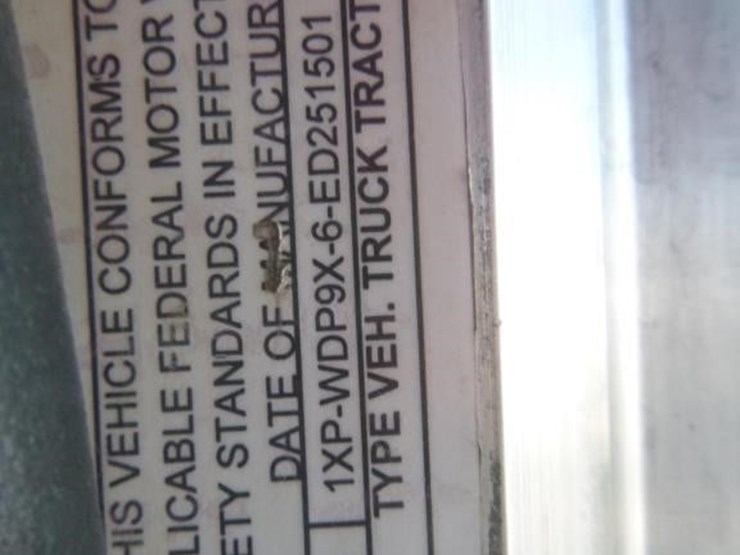 HIS VEHICLE CONFORMS TO
LICABLE FEDERAL MOTOR V
ETY STANDARDS IN EFFECT
DATE OF MANUFACTUR
1XP-WDP9X-6-ED251501
TYPE VEH. TRUCK TRACT